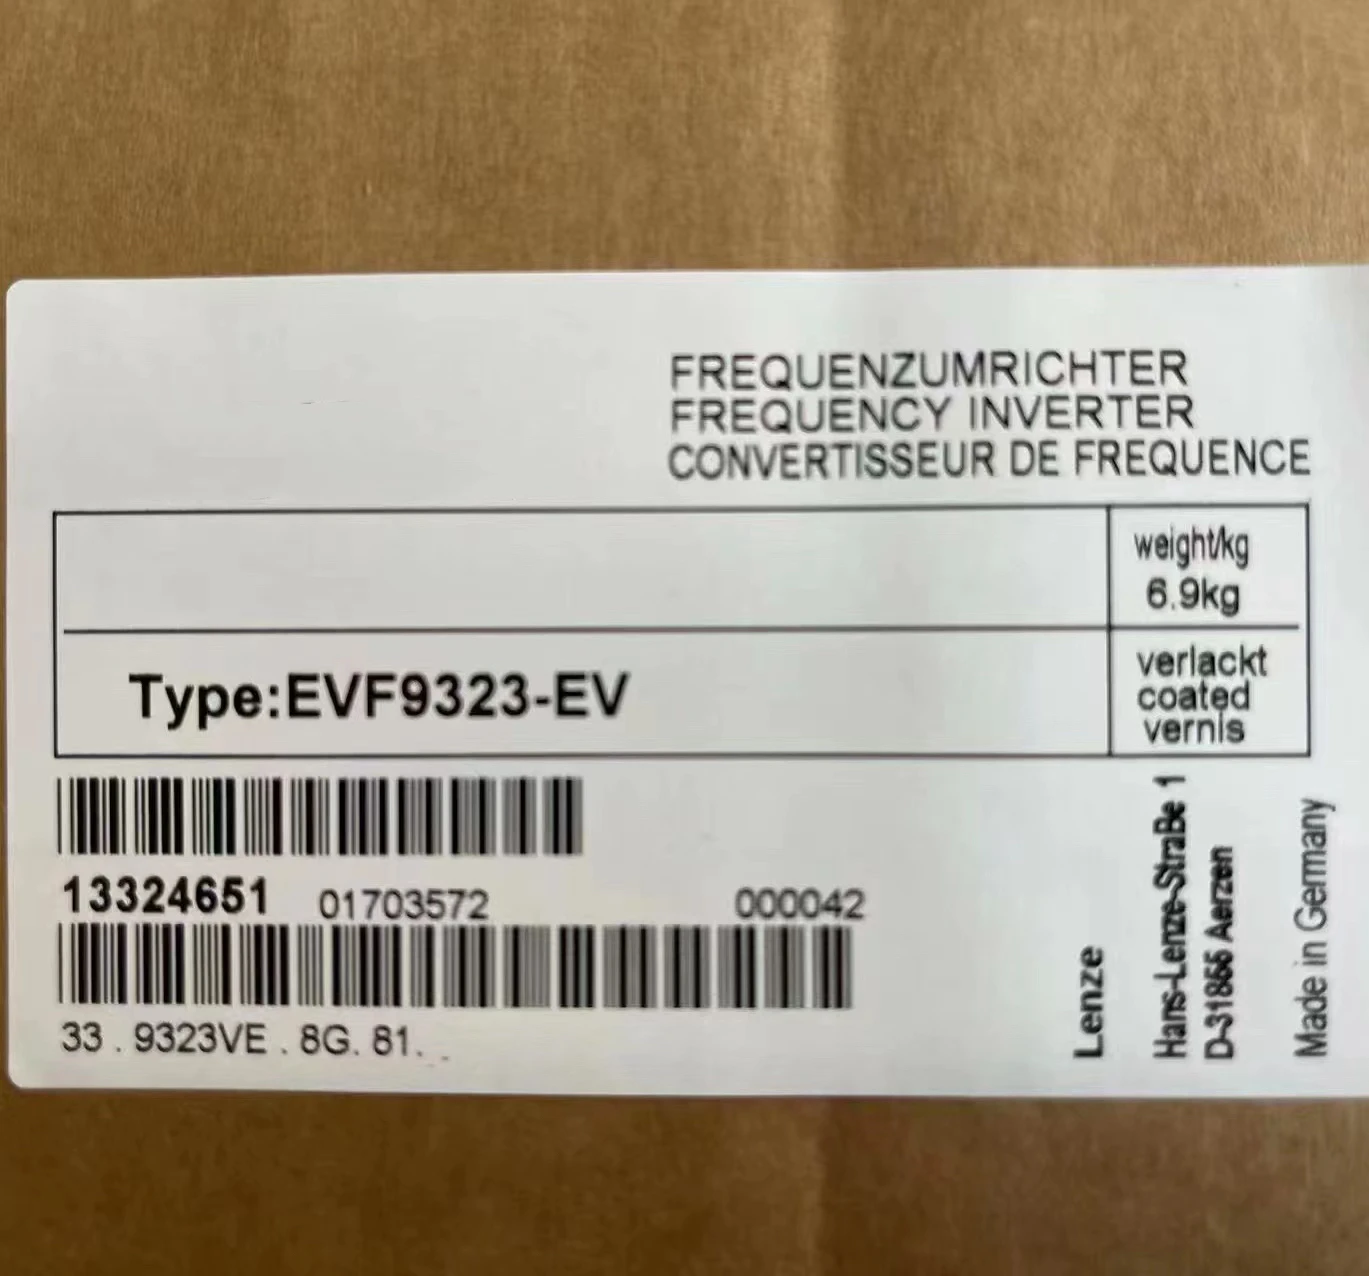 FREQUENZUMRICHTER
FREQUENCY INVERTER
CONVERTISSEUR DE FREQUENCE
weight/kg
6.9kg
Type:EVF9323-EV
verlackt
coated
vernis
13324651 01703572 000042
33 . 9323VE . 8G. 81.
Lenze
Hans-Lenze-Straße 1
D-31855 Aerzen
Made in Germany